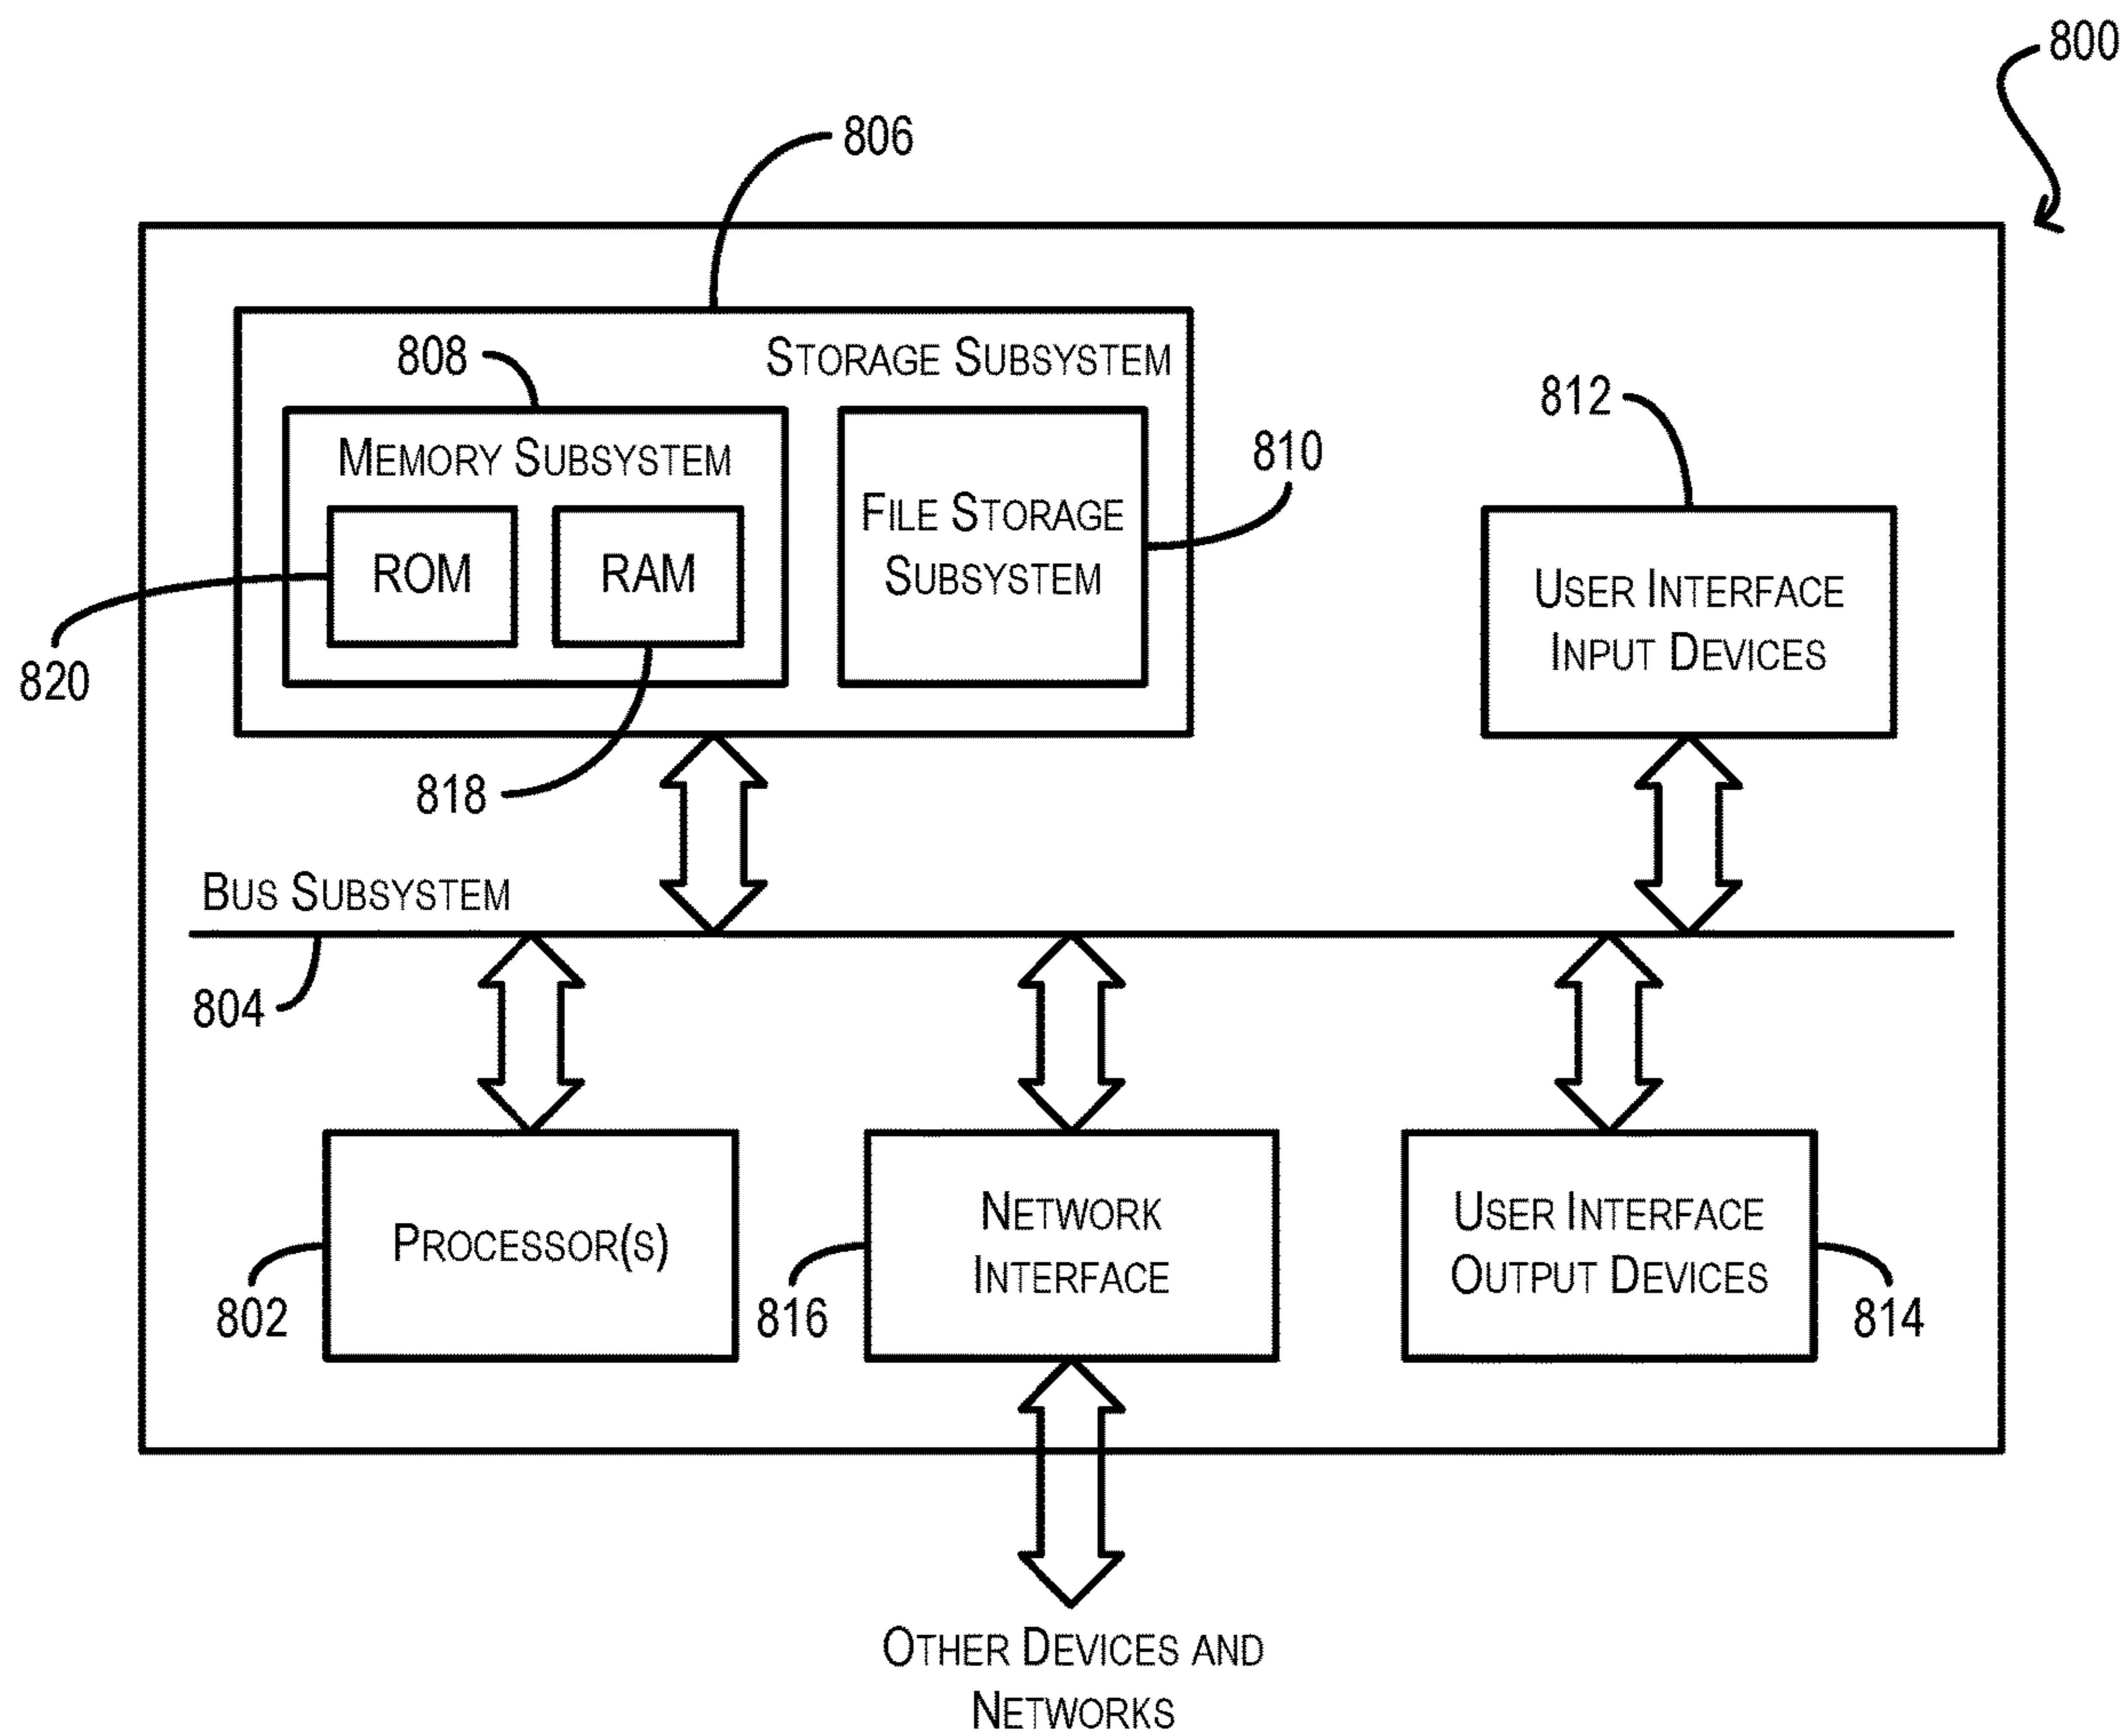 800
806
808
STORAGE SUBSYSTEM
812
MEMORY SUBSYSTEM
810
FILE STORAGE
SUBSYSTEM
ROM
RAM
USER INTERFACE
INPUT DEVICES
820
818
BUS SUBSYSTEM
804
PROCESSOR(S)
802
NETWORK
INTERFACE
816
USER INTERFACE
OUTPUT DEVICES
814
OTHER DEVICES AND
NETWORKS